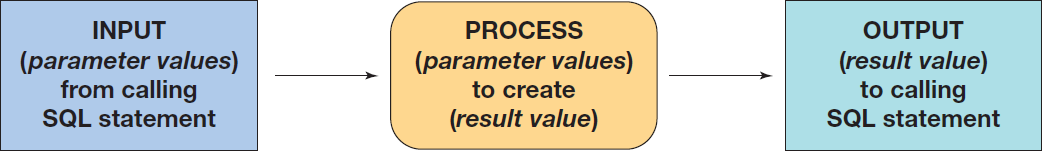 INPUT
(parameter values)
from calling
SQL statement
PROCESS
(parameter values)
to create
(result value)
OUTPUT
(result value)
to calling
SQL statement